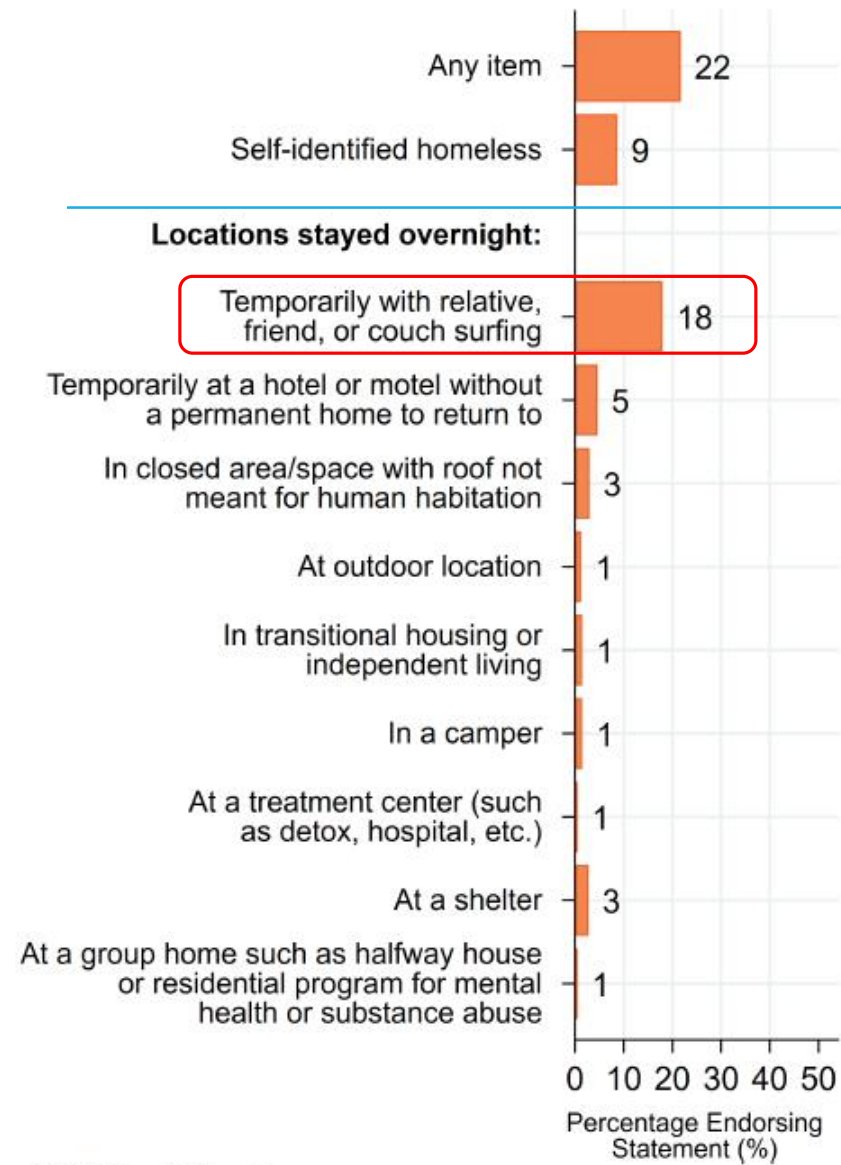 Any item 22
Self-identified homeless 9
Locations stayed overnight:
Temporarily with relative,
friend, or couch surfing 18
Temporarily at a hotel or motel without
a permanent home to return to 5
In closed area/space with roof not
meant for human habitation 3
At outdoor location 1
In transitional housing or
independent living 1
In a camper 1
At a treatment center (such
as detox, hospital, etc.) 1
At a shelter 3
At a group home such as halfway house
or residential program for mental
health or substance abuse 1
0 10 20 30 40 50
Percentage Endorsing
Statement (%)